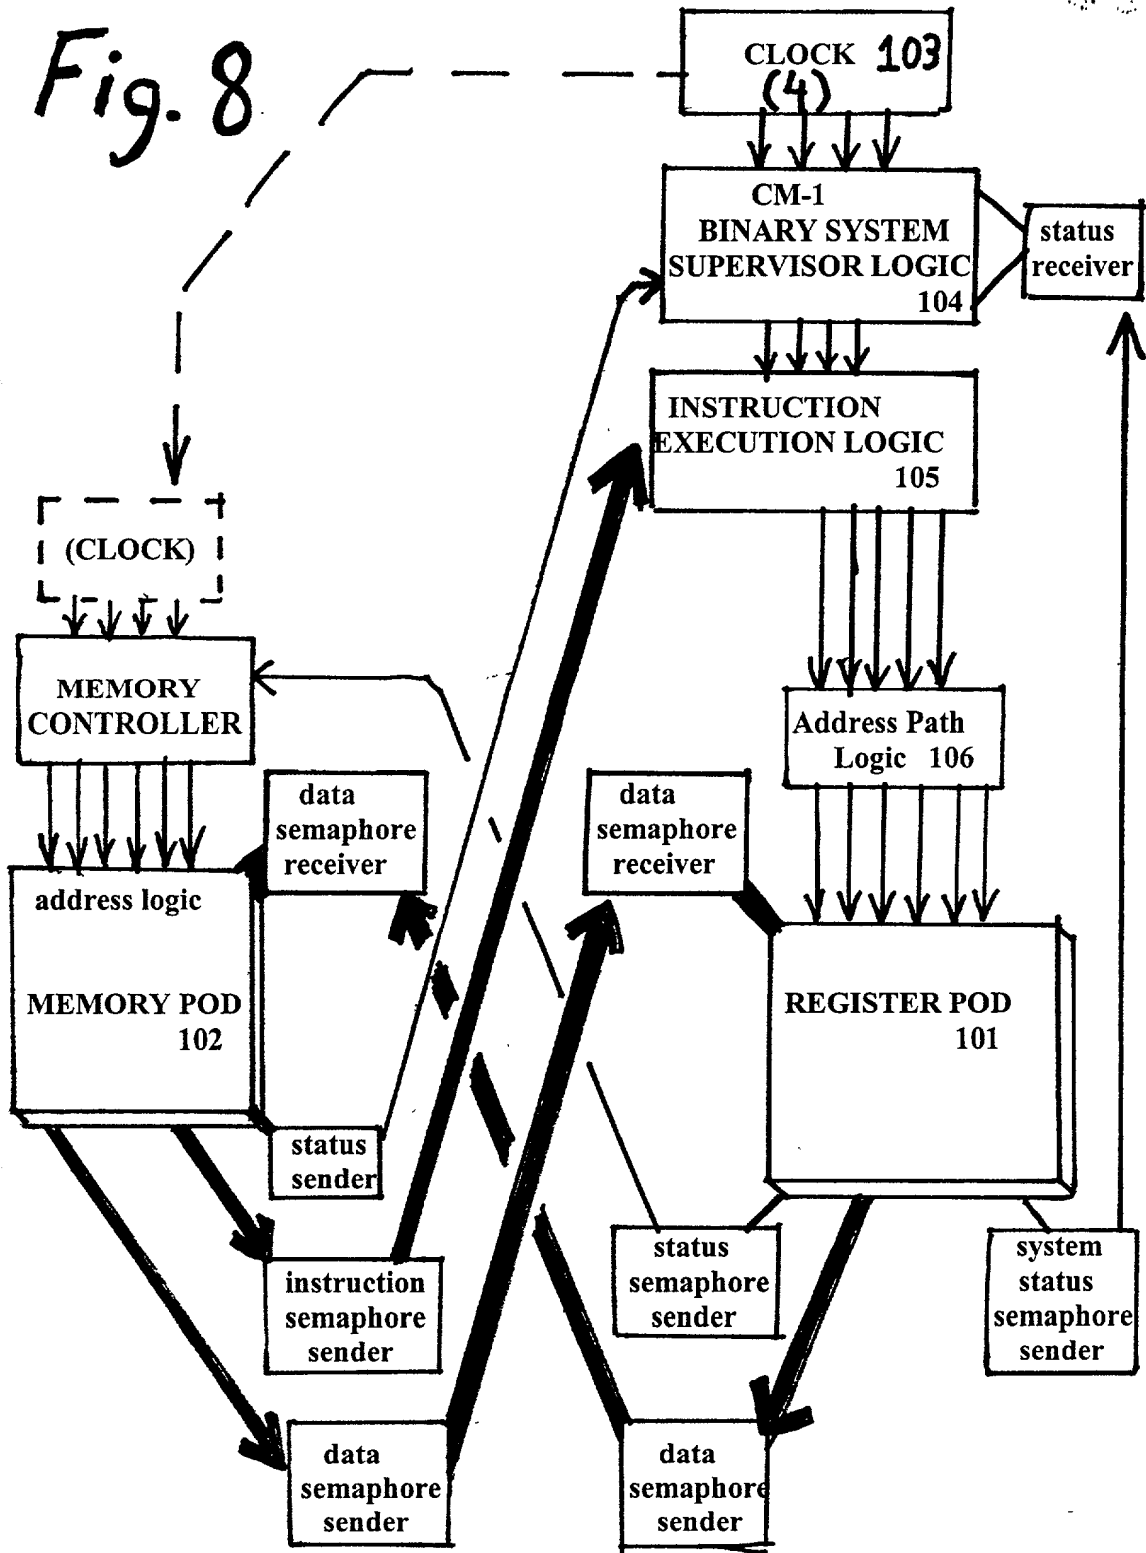 Fig. 8
CLOCK 103
(4)
CM-1
BINARY SYSTEM
SUPERVISOR LOGIC
104
status
receiver
INSTRUCTION
EXECUTION LOGIC
105
(CLOCK)
MEMORY
CONTROLLER
Address Path
Logic 106
data
semaphore
receiver
data
semaphore
receiver
address logic
MEMORY POD
102
REGISTER POD
101
status
sender
instruction
semaphore
sender
status
semaphore
sender
system
status
semaphore
sender
data
semaphore
sender
data
semaphore
sender